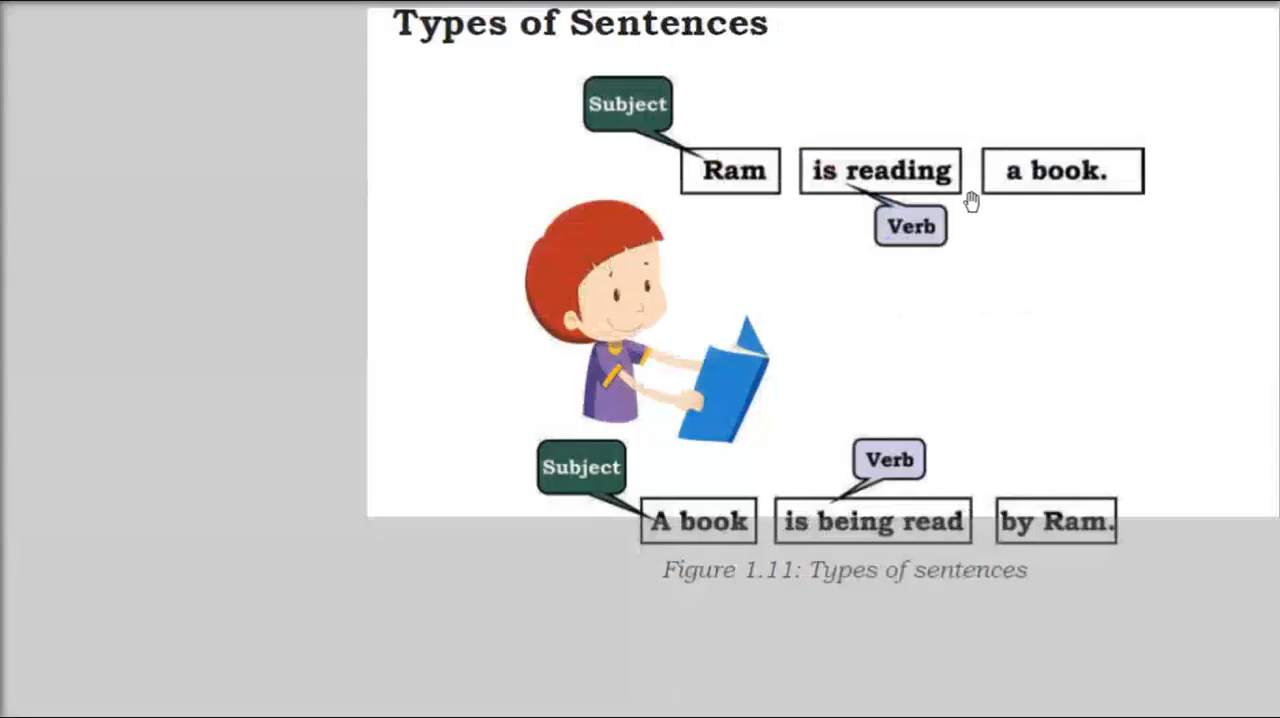 Types of Sentences
Subject
Ram is reading a book.
Verb
Subject
Verb
A book is being read by Ram.
Figure 1.11: Types of sentences